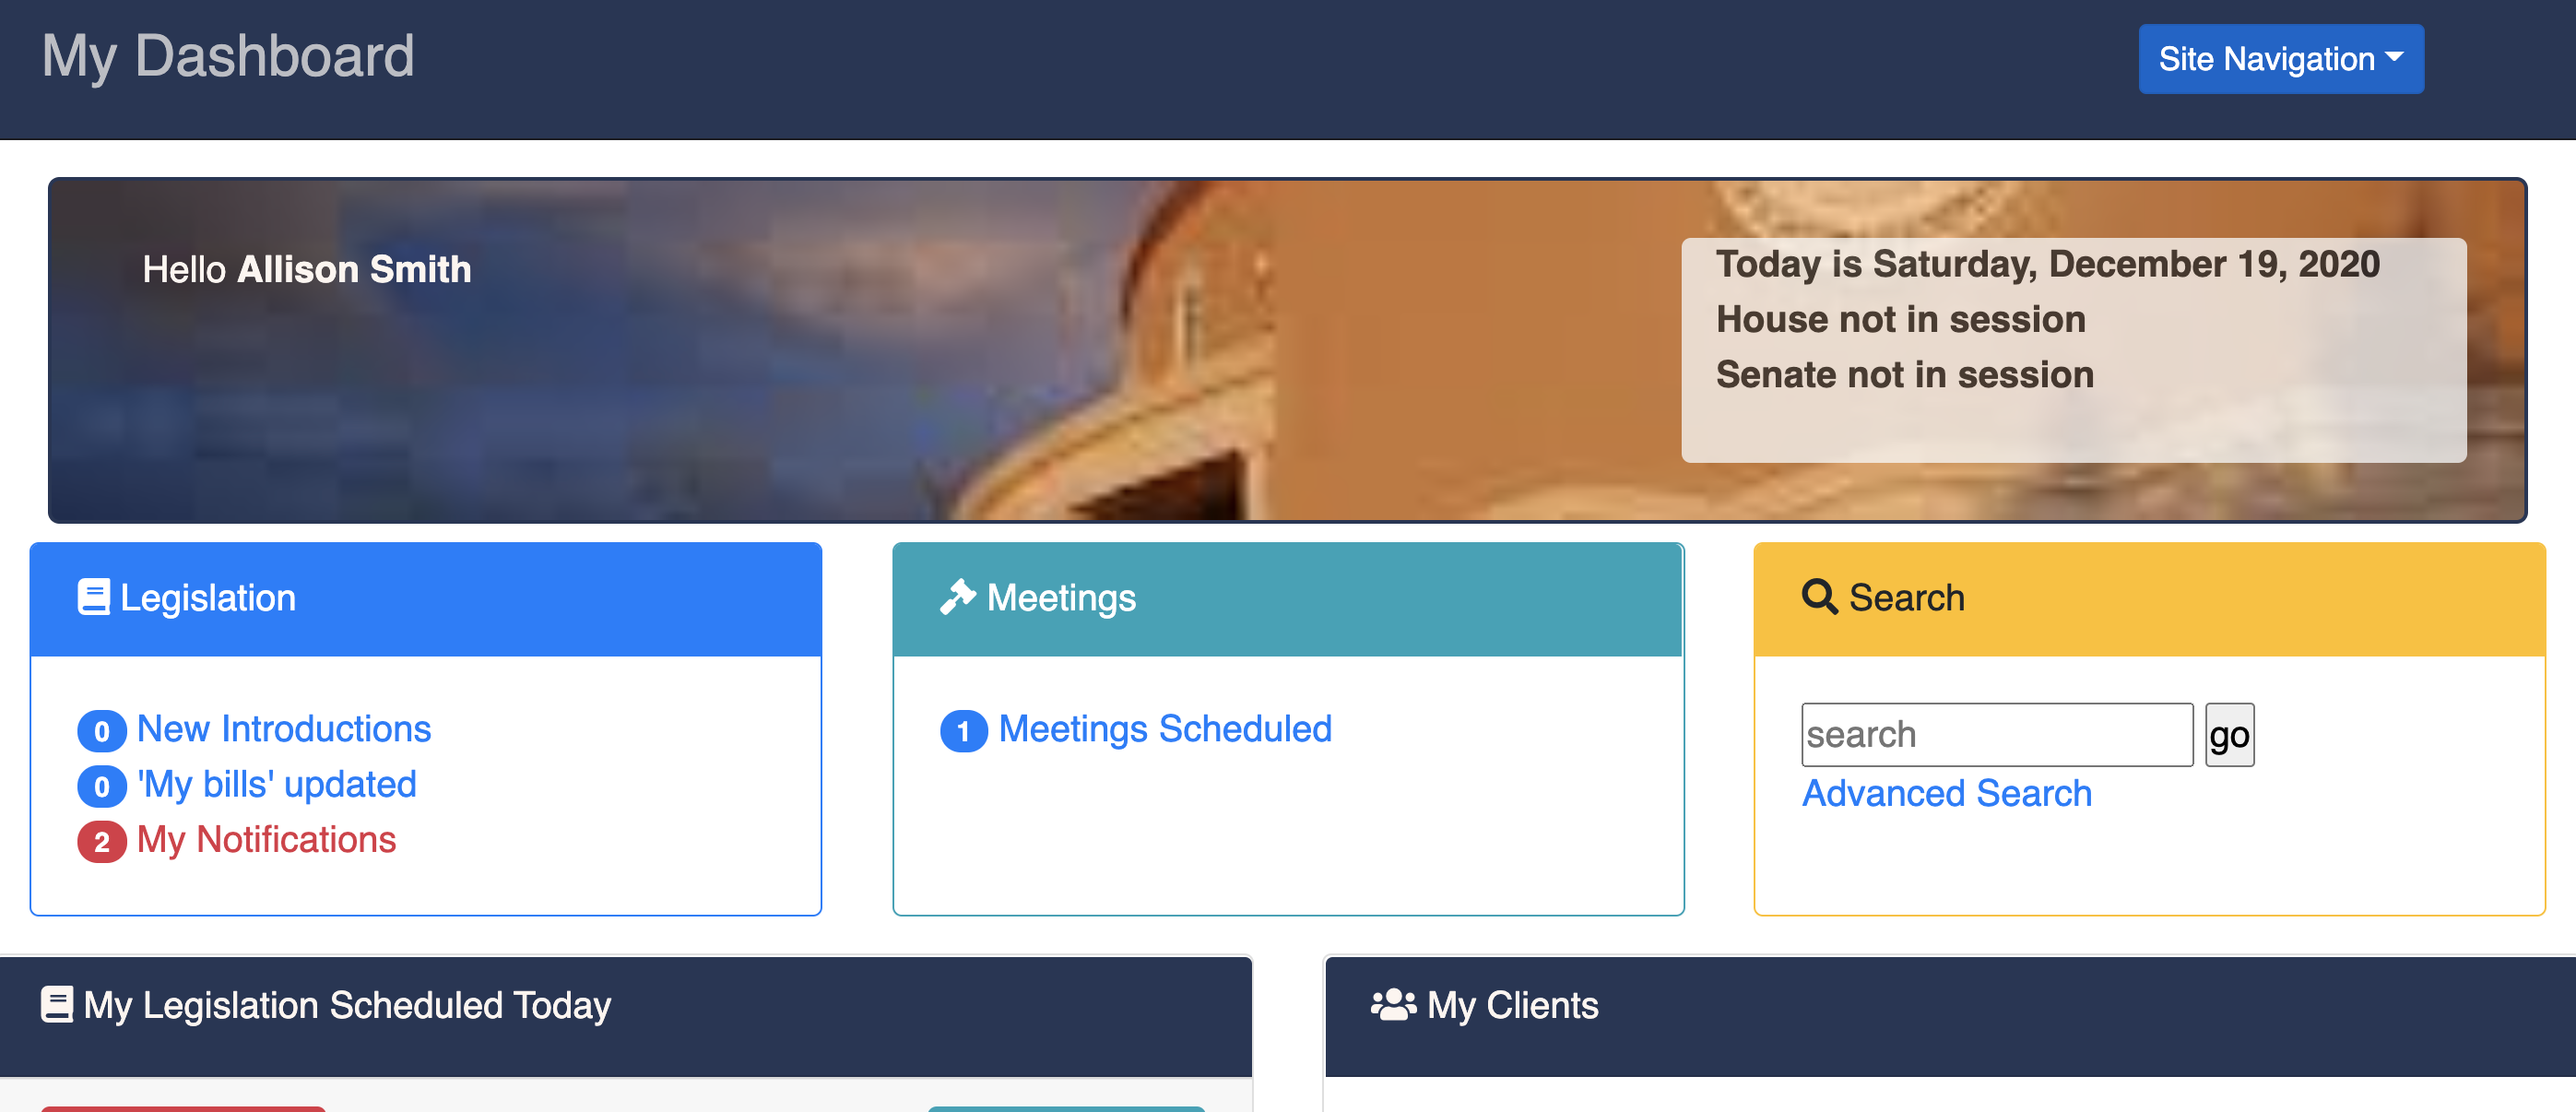 My Dashboard
Site Navigation
Hello Allison Smith
Today is Saturday, December 19, 2020
House not in session
Senate not in session
Legislation
0 New Introductions
0 'My bills' updated
2 My Notifications
Meetings
1 Meetings Scheduled
Search
search go
Advanced Search
My Legislation Scheduled Today
My Clients